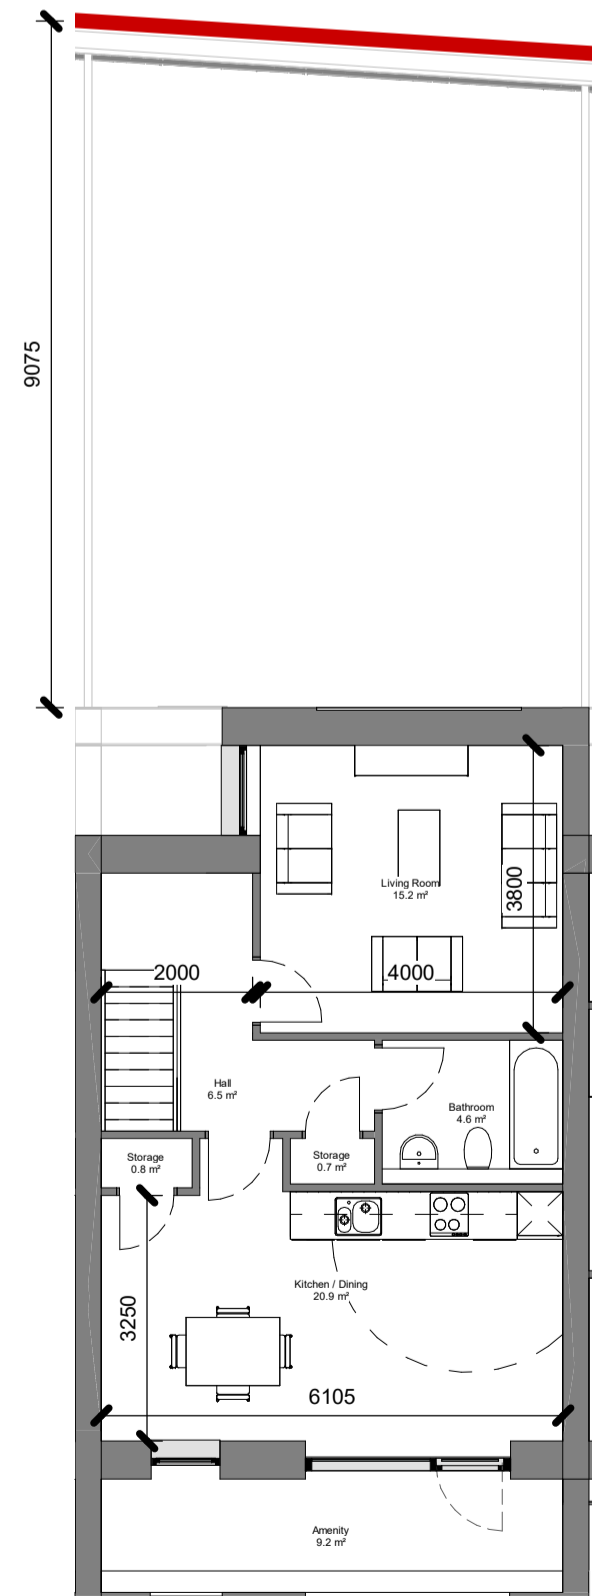 9075
Living Room
15.2 m²
3800
2000
4000
Hall
6.5 m²
Bathroom
4.6 m²
Storage
0.8 m²
Storage
0.7 m²
Kitchen / Dining
20.9 m²
3250
6105
Amenity
9.2 m²